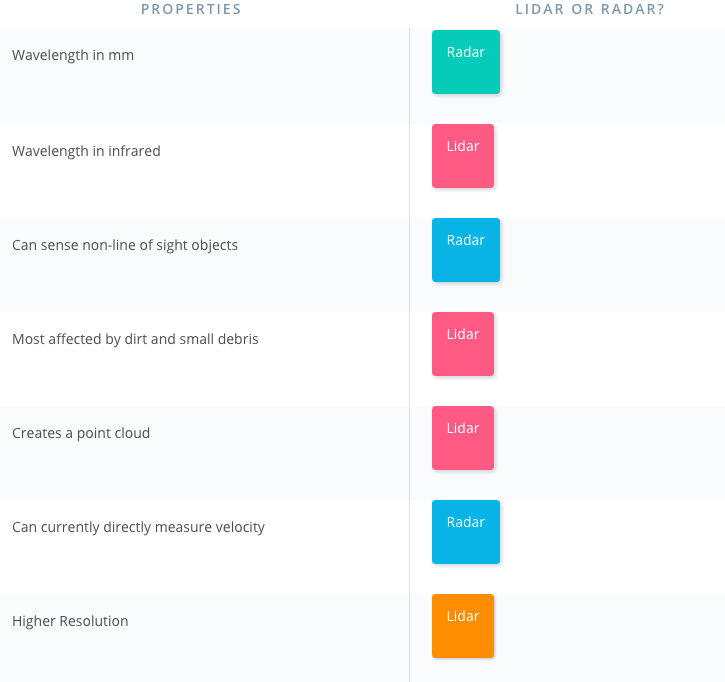 PROPERTIES
LIDAR OR RADAR?
Wavelength in mm
Radar
Wavelength in infrared
Lidar
Can sense non-line of sight objects
Radar
Most affected by dirt and small debris
Lidar
Creates a point cloud
Lidar
Can currently directly measure velocity
Radar
Higher Resolution
Lidar